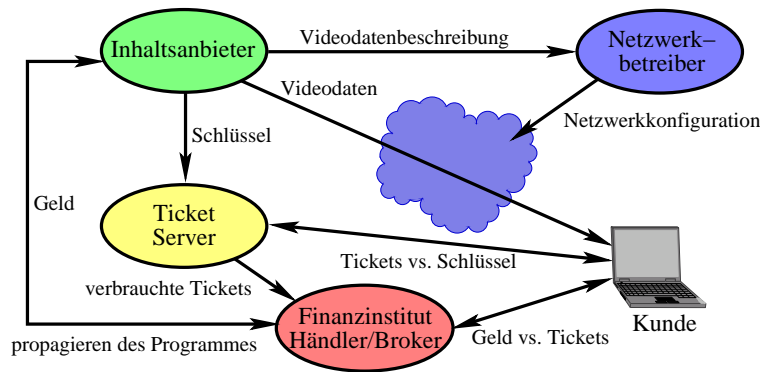 Inhaltsanbieter
Videodatenbeschreibung
Netzwerk–
betreiber
Videodaten
Netzwerkkonfiguration
Schlüssel
Geld
Ticket
Server
Tickets vs. Schlüssel
verbrauchte Tickets
Finanzinstitut
Händler/Broker
Kunde
Geld vs. Tickets
propagieren des Programmes